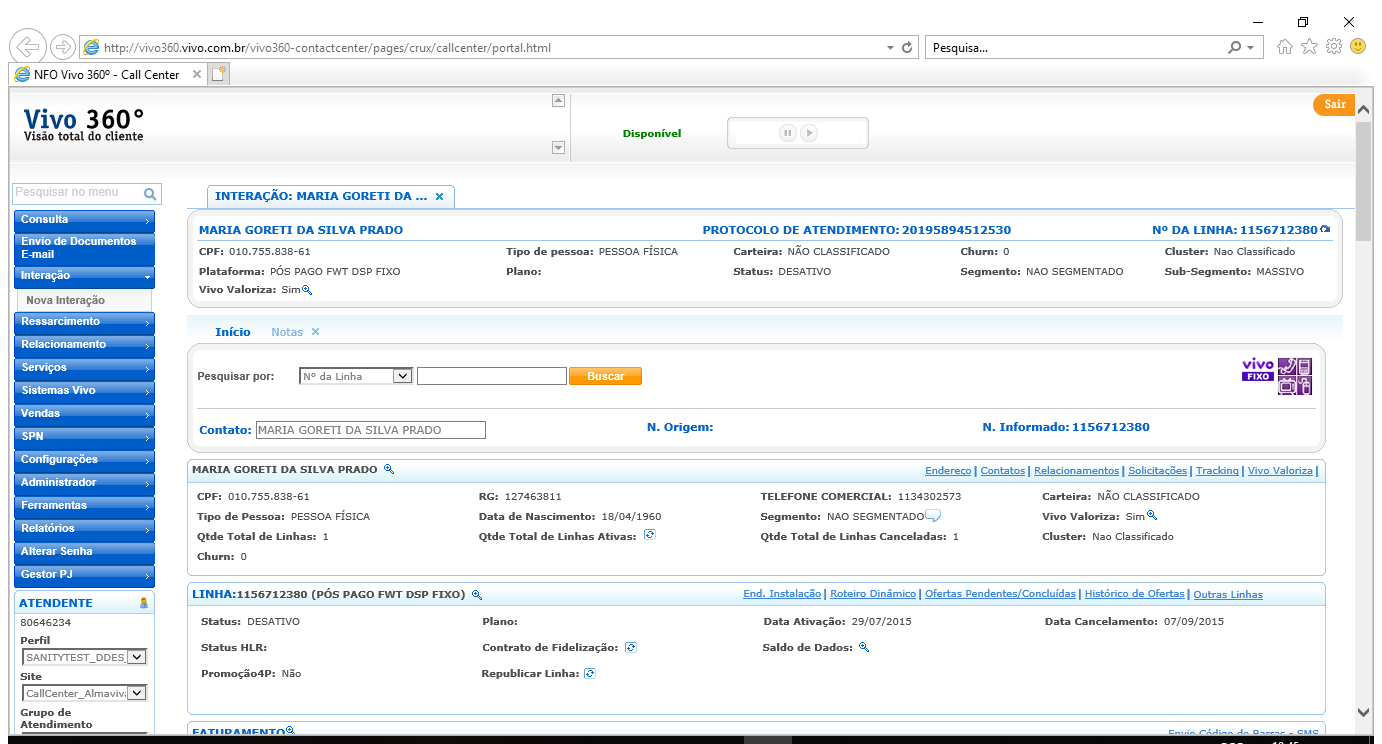 http://vivo360.vivo.com.br/vivo360-contactcenter/pages/crux/callcenter/portal.html
Pesquisa...
NFO Vivo 360º - Call Center
Vivo 360°
Visão total do cliente
Disponível
Sair
Pesquisar no menu
Consulta
Envio de Documentos
E-mail
Interação
Nova Interação
Ressarcimento
Relacionamento
Serviços
Sistemas Vivo
Vendas
SPN
Configurações
Administrador
Ferramentas
Relatórios
Alterar Senha
Gestor PJ
ATENDENTE
80646234
Perfil
SANITYTEST_DDES
Site
CallCenter_Almaviv
Grupo de
Atendimento
INTERAÇÃO: MARIA GORETI DA ...
MARIA GORETI DA SILVA PRADO PROTOCOLO DE ATENDIMENTO: 20195894512530 Nº DA LINHA: 1156712380
CPF: 010.755.838-61 Tipo de pessoa: PESSOA FÍSICA Carteira: NÃO CLASSIFICADO Churn: 0 Cluster: Nao Classificado
Plataforma: PÓS PAGO FWT DSP FIXO Plano: Status: DESATIVO Segmento: NAO SEGMENTADO Sub-Segmento: MASSIVO
Vivo Valoriza: Sim
Início Notas
Pesquisar por: Nº da Linha Buscar
vivo
FIXO
Contato: MARIA GORETI DA SILVA PRADO N. Origem: N. Informado: 1156712380
MARIA GORETI DA SILVA PRADO Endereço | Contatos | Relacionamentos | Solicitações | Tracking | Vivo Valoriza |
CPF: 010.755.838-61 RG: 127463811 TELEFONE COMERCIAL: 1134302573 Carteira: NÃO CLASSIFICADO
Tipo de Pessoa: PESSOA FÍSICA Data de Nascimento: 18/04/1960 Segmento: NAO SEGMENTADO Vivo Valoriza: Sim
Qtde Total de Linhas: 1 Qtde Total de Linhas Ativas: Qtde Total de Linhas Canceladas: 1 Cluster: Nao Classificado
Churn: 0
LINHA:1156712380 (PÓS PAGO FWT DSP FIXO) End. Instalação | Roteiro Dinâmico | Ofertas Pendentes/Concluídas | Histórico de Ofertas | Outras Linhas
Status: DESATIVO Plano: Data Ativação: 29/07/2015 Data Cancelamento: 07/09/2015
Status HLR: Contrato de Fidelização: Saldo de Dados:
Promoção4P: Não Republicar Linha:
FATURAMENTO Envio Código de Barras - SMS